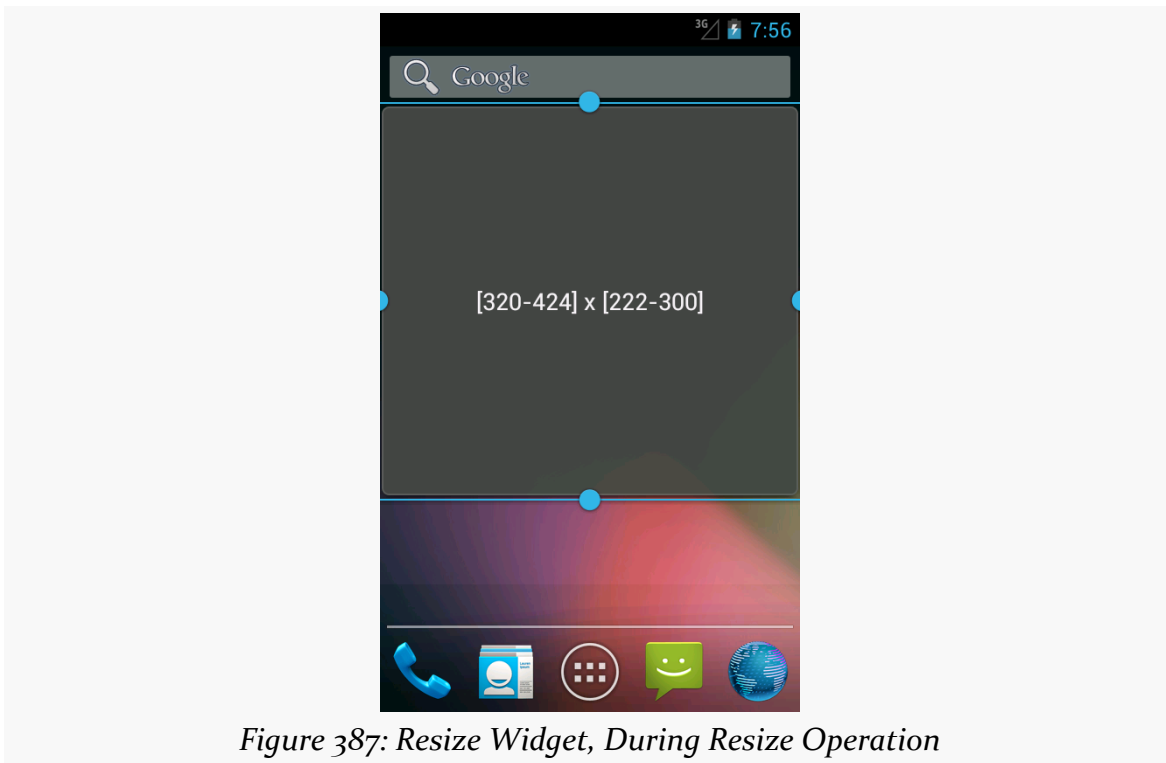 3G 7:56
Google
[320-424] x [222-300]
Figure 387: Resize Widget, During Resize Operation